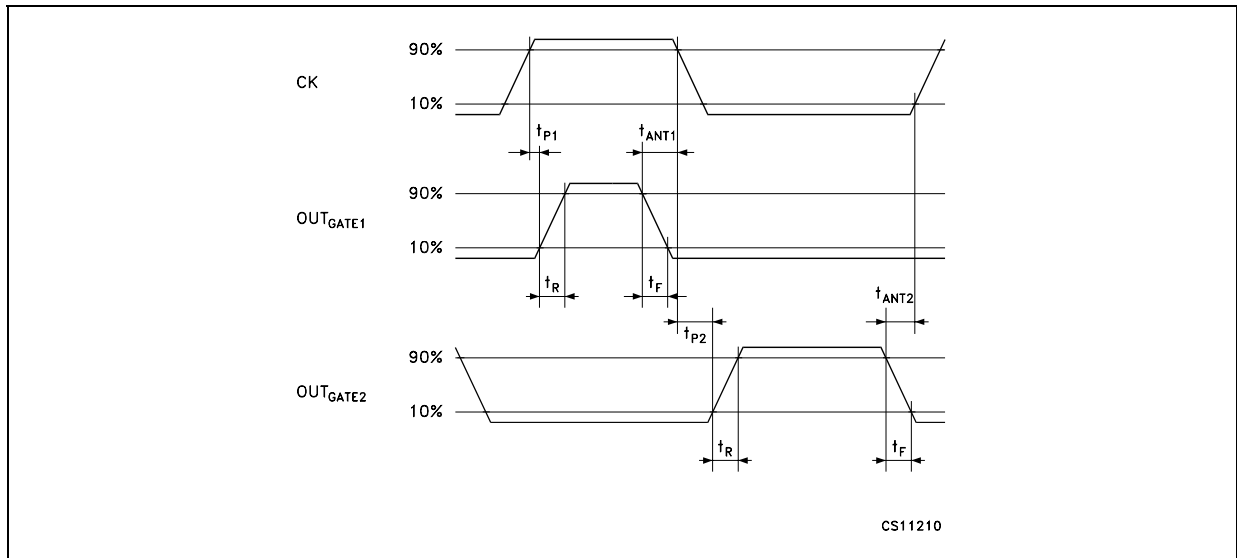 90%
CK
10%
tP1
tANT1
90%
OUTGATE1
10%
tR
tF
tANT2
tP2
90%
OUTGATE2
10%
tR
tF
CS11210